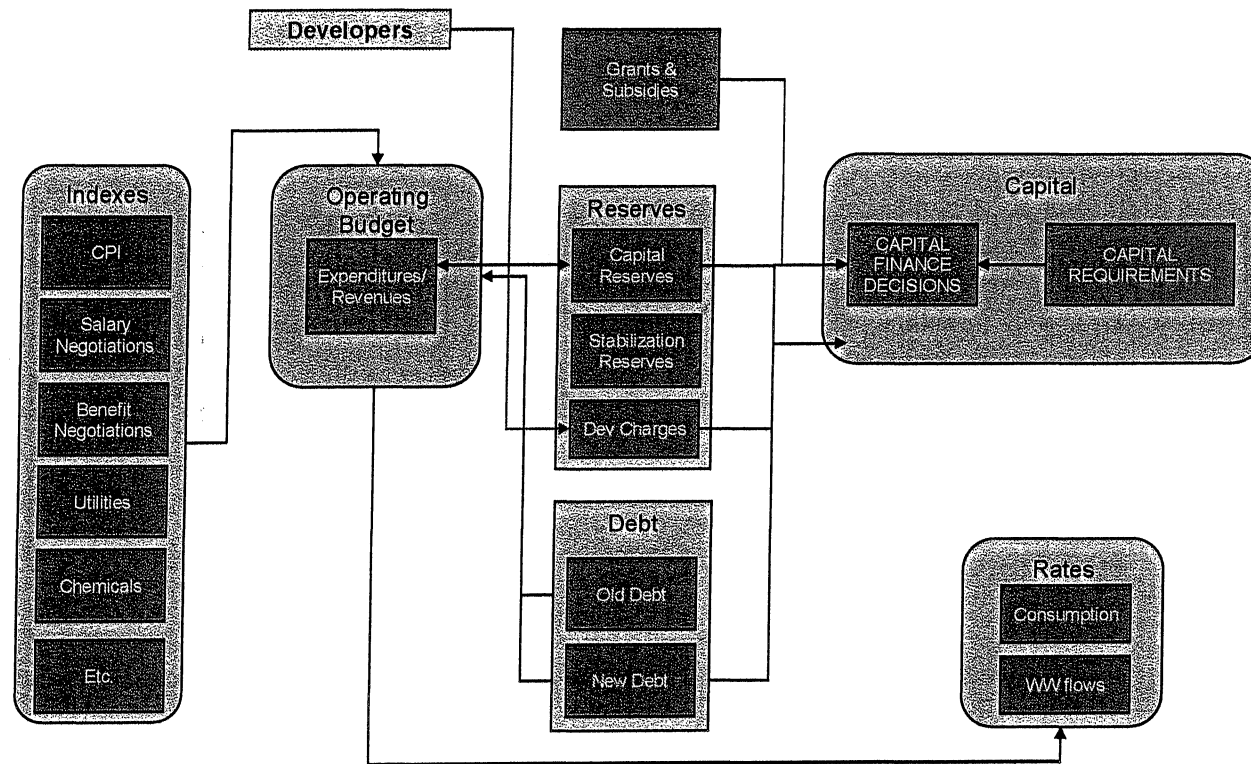 Developers
Grants &
Subsidies
Indexes
CPI
Salary
Negotiations
Benefit
Negotiations
Utilities
Chemicals
Etc.
Operating
Budget
Expenditures/
Revenues
Reserves
Capital
Reserves
Stabilization
Reserves
Dev Charges
Debt
Old Debt
New Debt
Capital
CAPITAL
FINANCE
DECISIONS
CAPITAL
REQUIREMENTS
Rates
Consumption
WW flows